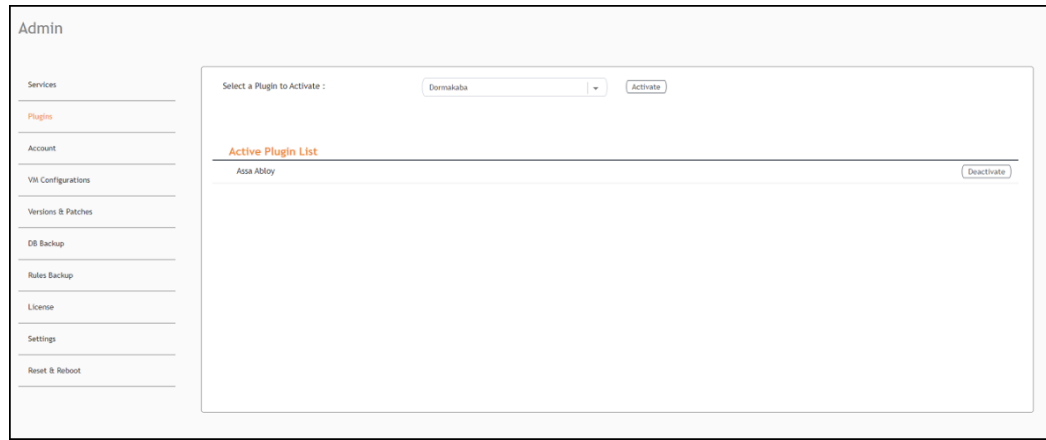 Admin
Services
Plugins
Account
VM Configurations
Versions & Patches
DB Backup
Rules Backup
License
Settings
Reset & Reboot
Select a Plugin to Activate : Dormakaba Activate
Active Plugin List
Assa Abloy Deactivate